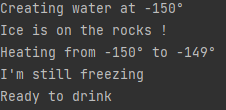 Creating water at -150°
Ice is on the rocks !
Heating from -150° to -149°
I'm still freezing
Ready to drink